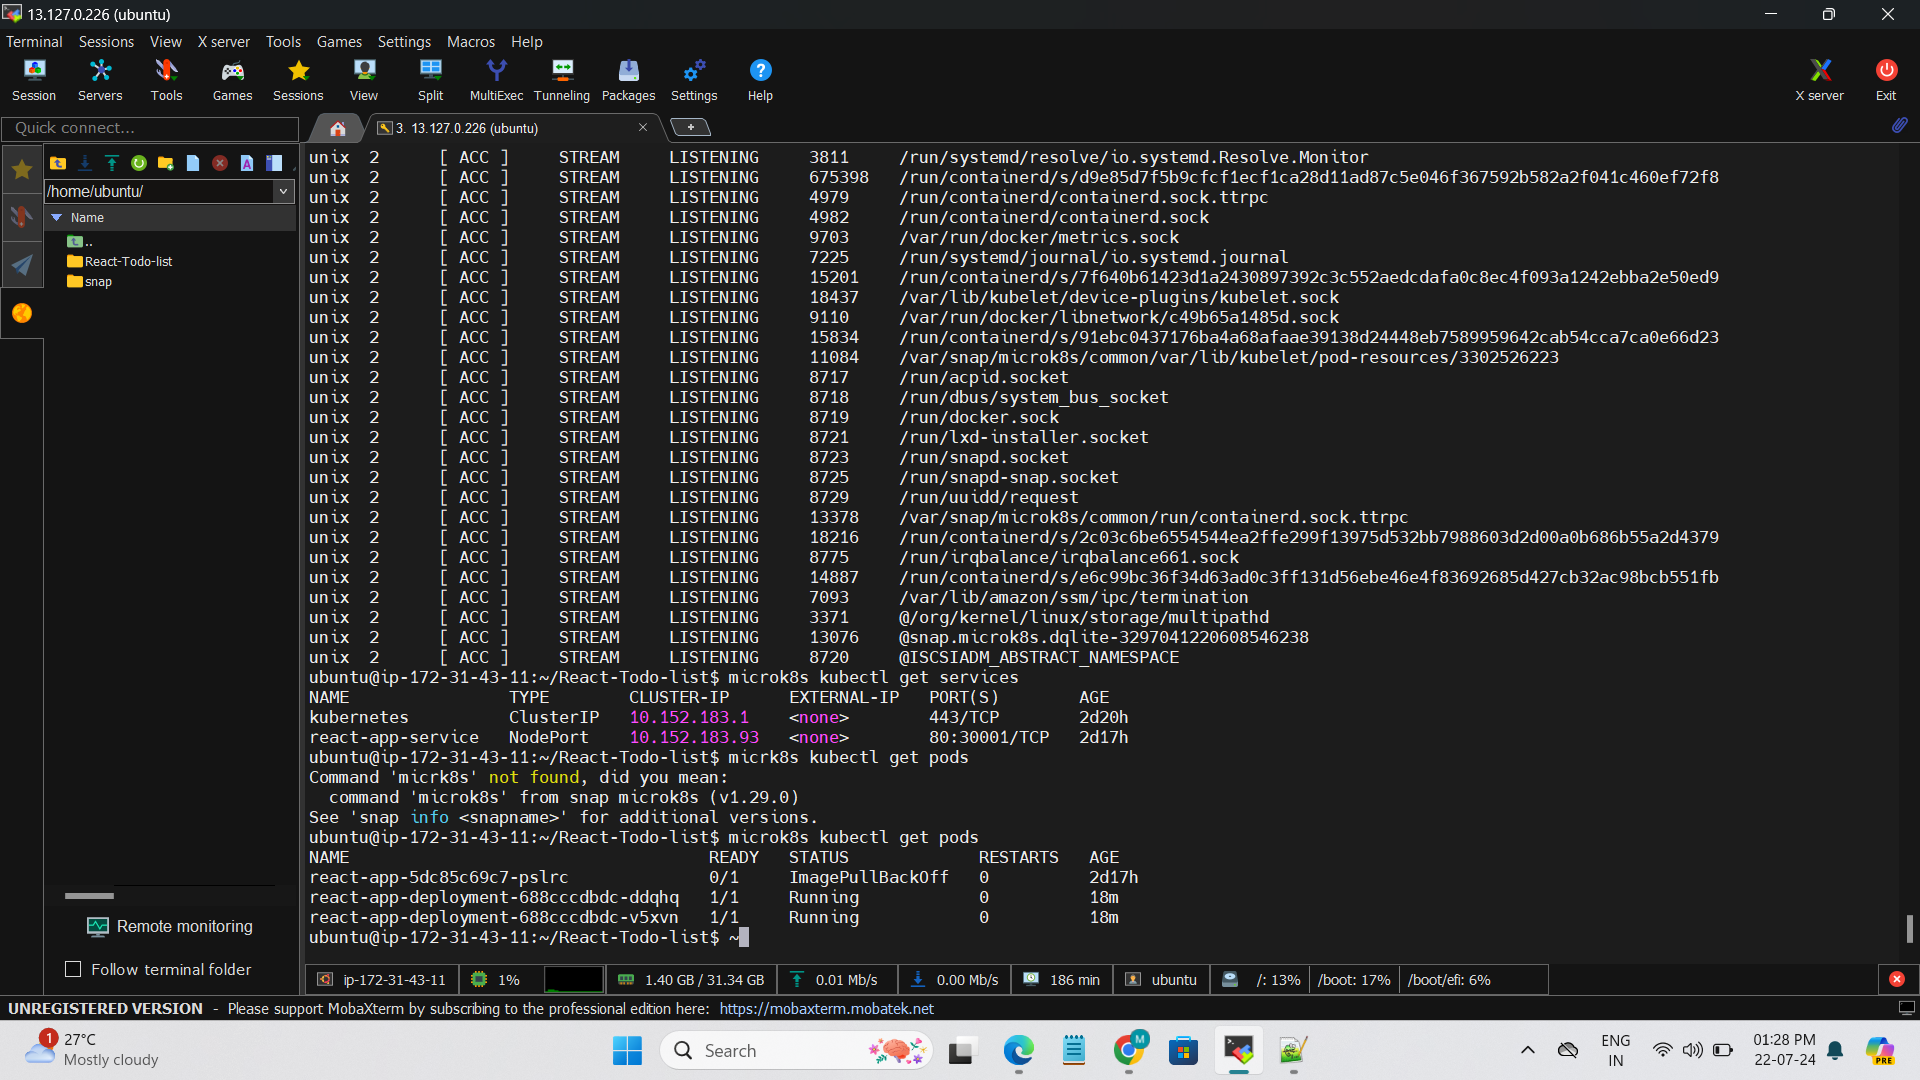 13.127.0.226 (ubuntu)
Terminal Sessions View X server Tools Games Settings Macros Help
Session Servers Tools Games Sessions View Split MultiExec Tunneling Packages Settings Help X server Exit
Quick connect...
3. 13.127.0.226 (ubuntu)
/home/ubuntu/
Name
..
React-Todo-list
snap
unix 2 [ ACC ] STREAM LISTENING 3811 /run/systemd/resolve/io.systemd.Resolve.Monitor
unix 2 [ ACC ] STREAM LISTENING 675398 /run/containerd/s/d9e85d7f5b9cfcf1ecf1ca28d11ad87c5e046f367592b582a2f041c460ef72f8
unix 2 [ ACC ] STREAM LISTENING 4979 /run/containerd/containerd.sock.ttrpc
unix 2 [ ACC ] STREAM LISTENING 4982 /run/containerd/containerd.sock
unix 2 [ ACC ] STREAM LISTENING 9703 /var/run/docker/metrics.sock
unix 2 [ ACC ] STREAM LISTENING 7225 /run/systemd/journal/io.systemd.journal
unix 2 [ ACC ] STREAM LISTENING 15201 /run/containerd/s/7f640b61423d1a2430897392c3c552aedcdafa0c8ec4f093a1242ebba2e50ed9
unix 2 [ ACC ] STREAM LISTENING 18437 /var/lib/kubelet/device-plugins/kubelet.sock
unix 2 [ ACC ] STREAM LISTENING 9110 /var/run/docker/libnetwork/c49b65a1485d.sock
unix 2 [ ACC ] STREAM LISTENING 15834 /run/containerd/s/91ebc0437176ba4a68afaae39138d24448eb7589959642cab54cca7ca0e66d23
unix 2 [ ACC ] STREAM LISTENING 11084 /var/snap/microk8s/common/var/lib/kubelet/pod-resources/3302526223
unix 2 [ ACC ] STREAM LISTENING 8717 /run/acpid.socket
unix 2 [ ACC ] STREAM LISTENING 8718 /run/dbus/system_bus_socket
unix 2 [ ACC ] STREAM LISTENING 8719 /run/docker.sock
unix 2 [ ACC ] STREAM LISTENING 8721 /run/lxd-installer.socket
unix 2 [ ACC ] STREAM LISTENING 8723 /run/snapd.socket
unix 2 [ ACC ] STREAM LISTENING 8725 /run/snapd-snap.socket
unix 2 [ ACC ] STREAM LISTENING 8729 /run/uuidd/request
unix 2 [ ACC ] STREAM LISTENING 13378 /var/snap/microk8s/common/run/containerd.sock.ttrpc
unix 2 [ ACC ] STREAM LISTENING 18216 /run/containerd/s/2c03c6be6554544ea2ffe299f13975d532bb7988603d2d00a0b686b55a2d4379
unix 2 [ ACC ] STREAM LISTENING 8775 /run/irqbalance/irqbalance661.sock
unix 2 [ ACC ] STREAM LISTENING 14887 /run/containerd/s/e6c99bc36f34d63ad0c3ff131d56ebe46e4f83692685d427cb32ac98bcb551fb
unix 2 [ ACC ] STREAM LISTENING 7093 /var/lib/amazon/ssm/ipc/termination
unix 2 [ ACC ] STREAM LISTENING 3371 @/org/kernel/linux/storage/multipathd
unix 2 [ ACC ] STREAM LISTENING 13076 @snap.microk8s.dqlite-3297041220608546238
unix 2 [ ACC ] STREAM LISTENING 8720 @ISCSIADM_ABSTRACT_NAMESPACE
ubuntu@ip-172-31-43-11:~/React-Todo-list$ microk8s kubectl get services
NAME TYPE CLUSTER-IP EXTERNAL-IP PORT(S) AGE
kubernetes ClusterIP 10.152.183.1 <none> 443/TCP 2d20h
react-app-service NodePort 10.152.183.93 <none> 80:30001/TCP 2d17h
ubuntu@ip-172-31-43-11:~/React-Todo-list$ micrk8s kubectl get pods
Command 'micrk8s' not found, did you mean:
command 'microk8s' from snap microk8s (v1.29.0)
See 'snap info <snapname>' for additional versions.
ubuntu@ip-172-31-43-11:~/React-Todo-list$ microk8s kubectl get pods
NAME READY STATUS RESTARTS AGE
react-app-5dc85c69c7-pslrc 0/1 ImagePullBackOff 0 2d17h
react-app-deployment-688cccdbdc-ddqhq 1/1 Running 0 18m
react-app-deployment-688cccdbdc-v5xvn 1/1 Running 0 18m
ubuntu@ip-172-31-43-11:~/React-Todo-list$ ~
Remote monitoring
Follow terminal folder
ip-172-31-43-11 1% 1.40 GB / 31.34 GB 0.01 Mb/s 0.00 Mb/s 186 min ubuntu /: 13% /boot: 17% /boot/efi: 6%
UNREGISTERED VERSION - Please support MobaXterm by subscribing to the professional edition here: https://mobaxterm.mobatek.net
1
27°C
Mostly cloudy
Search
M
ENG
IN
01:28 PM
22-07-24
PRE